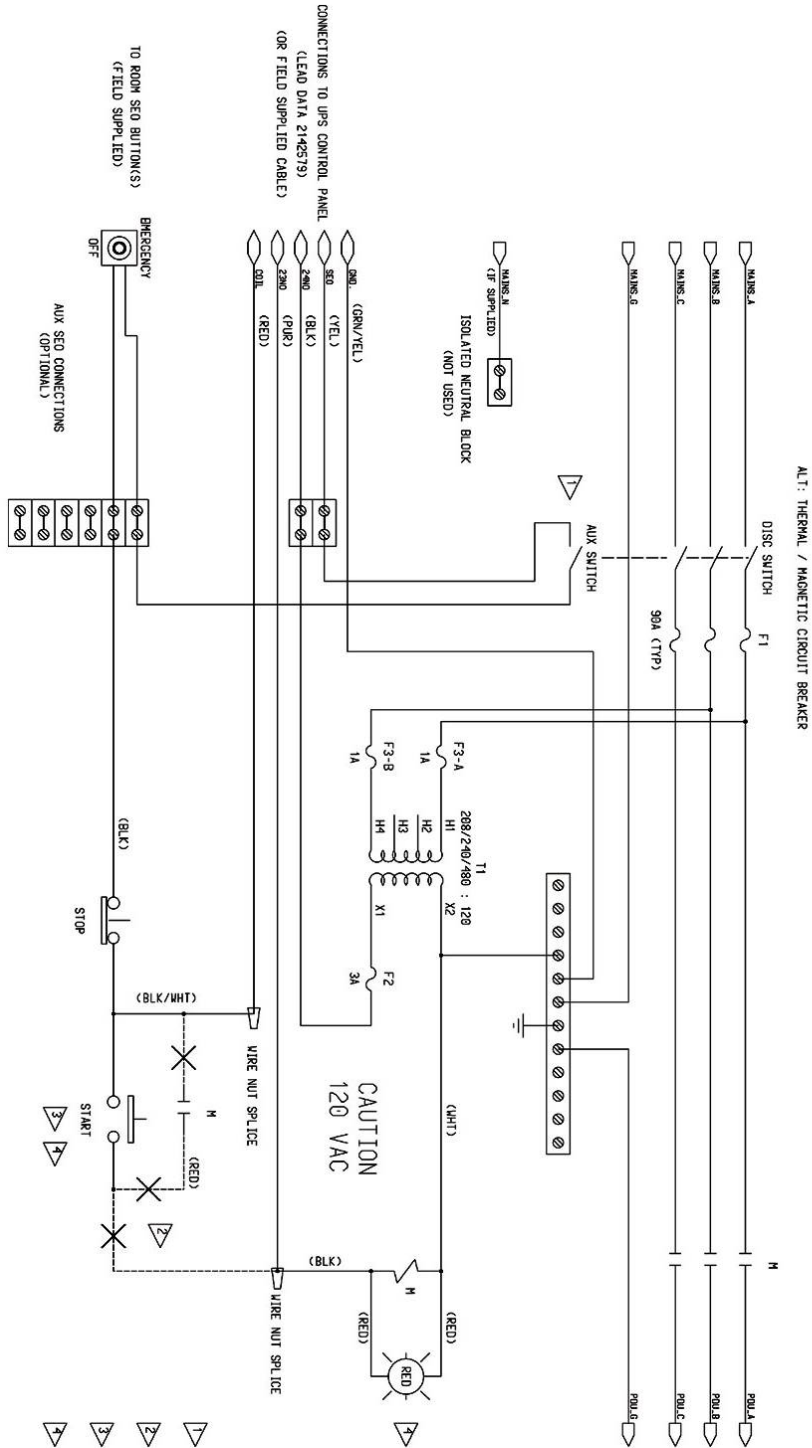 ALT: THERMAL / MAGNETIC CIRCUIT BREAKER
MAINS_A
DISC SWITCH
F1
M
PDU_A
MAINS_B
PDU_B
MAINS_C
90A (TYP)
PDU_C
AUX SWITCH
1
MAINS_G
PDU_G
MAINS_N
(IF SUPPLIED)
ISOLATED NEUTRAL BLOCK
(NOT USED)
CONNECTIONS TO UPS CONTROL PANEL
(LEAD DATA 2142579)
(OR FIELD SUPPLIED CABLE)
GND.
(GRN/YEL)
SEO
(YEL)
24NO
(BLK)
23NO
(PUR)
COIL
(RED)
F3-A
1A
F3-B
1A
208/240/480 : 120
T1
H1
H2
H3
H4
X2
X1
F2
3A
(WHT)
CAUTION
120 VAC
(RED)
M
(RED)
RED
4
(BLK)
WIRE NUT SPLICE
WIRE NUT SPLICE
TO ROOM SEO BUTTON(S)
(FIELD SUPPLIED)
EMERGENCY
OFF
AUX SEO CONNECTIONS
(OPTIONAL)
(BLK)
STOP
(BLK/WHT)
M
(RED)
START
3
4
2
1
2
3
4